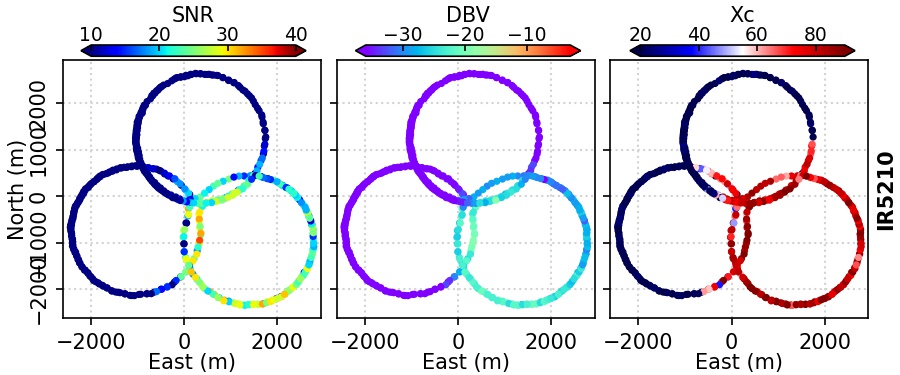 SNR DBV Xc
10 20 30 40 −30 −20 −10 20 40 60 80
North (m)
2000
1000
0
−1000
−2000
IR5210
−2000 0 2000 −2000 0 2000 −2000 0 2000
East (m) East (m) East (m)